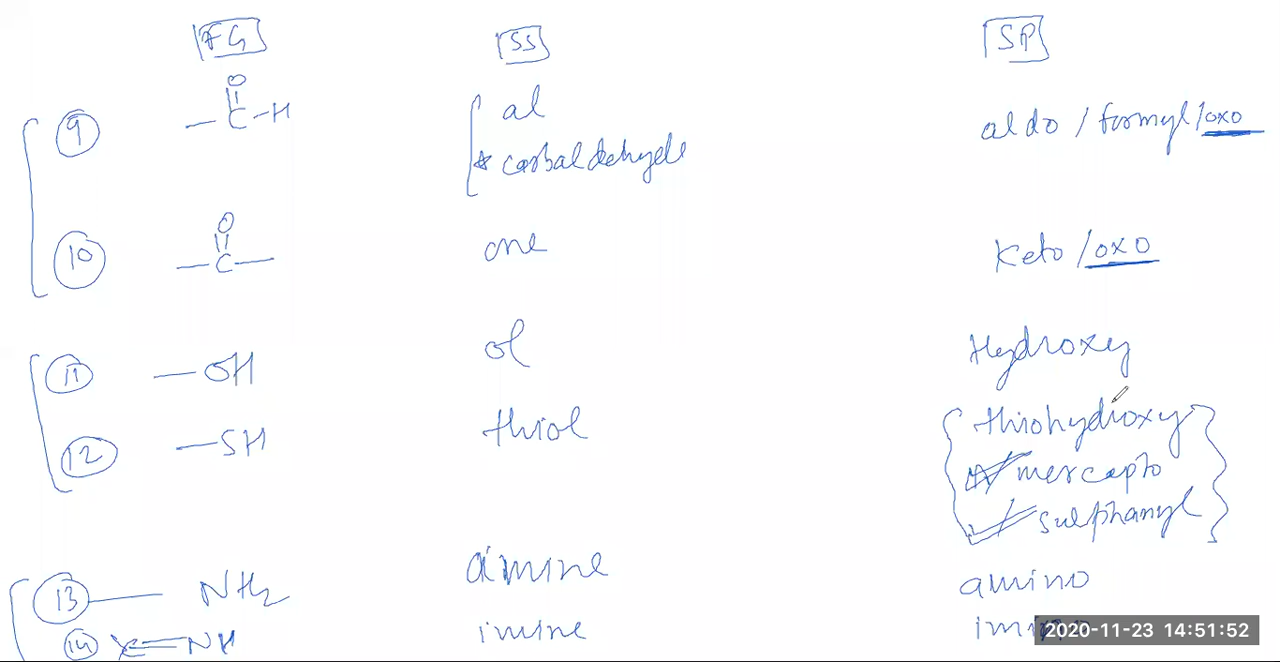 FG SS SP
9 O
— C — H al aldo / formyl / oxo
* carbaldehyde
10 O
— C — one Keto / oxo
11 — OH ol Hydroxy
12 — SH thiol thiohydroxy
mercapto
sulphanyl
13 — NH2 amine amino
14 = NH imine
2020-11-23 14:51:52